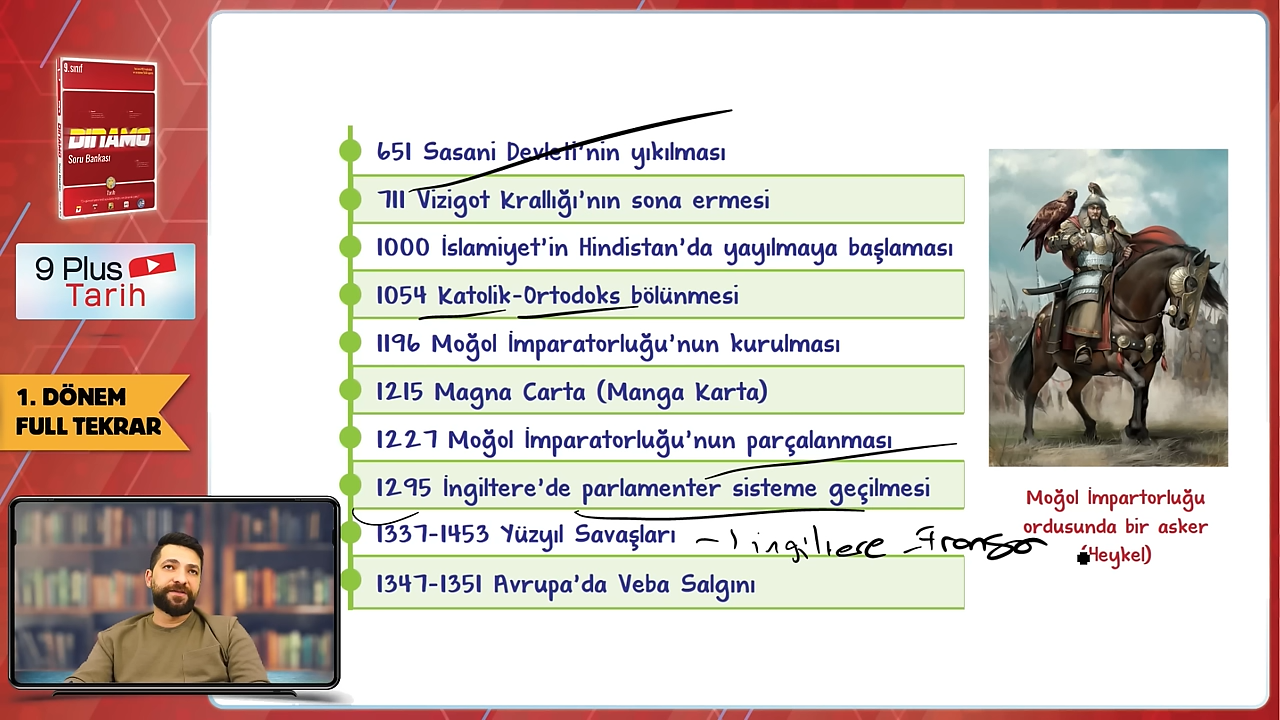 9. sınıf
DINAMO
Soru Bankası
Tarih
9 Plus
Tarih
1. DÖNEM
FULL TEKRAR
651 Sasani Devleti'nin yıkılması
711 Vizigot Krallığı'nın sona ermesi
1000 İslamiyet'in Hindistan'da yayılmaya başlaması
1054 Katolik-Ortodoks bölünmesi
1196 Moğol İmparatorluğu'nun kurulması
1215 Magna Carta (Manga Karta)
1227 Moğol İmparatorluğu'nun parçalanması
1295 İngiltere'de parlamenter sisteme geçilmesi
1337-1453 Yüzyıl Savaşları - ingiltere - Fransa
1347-1351 Avrupa'da Veba Salgını
Moğol İmpartorluğu
ordusunda bir asker
(Heykel)